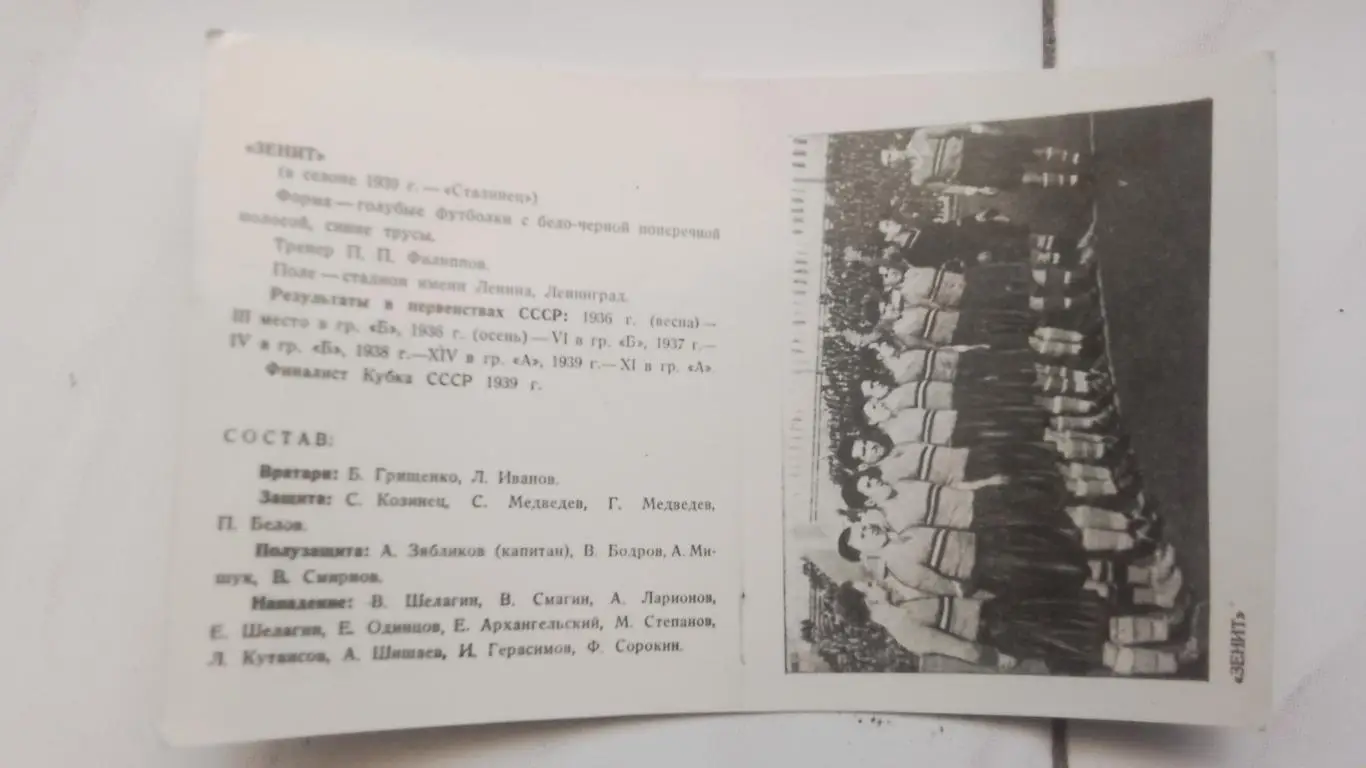 «ЗЕНИТ»
(в сезоне 1939 г. — «Сталинец»)
Форма — голубые футболки с бело-черной поперечной
полосой, синие трусы.
Тренер П. П. Филиппов.
Поле — стадион имени Ленина, Ленинград.
Результаты в первенствах СССР: 1936 г. (весна) —
III место в гр. «Б», 1936 г. (осень) — VI в гр. «Б», 1937 г. —
IV в гр. «Б», 1938 г. — XIV в гр. «А», 1939 г. — XI в гр. «А».
Финалист Кубка СССР 1939 г.
СОСТАВ:
Вратари: Б. Грищенко, Л. Иванов.
Защита: С. Козинец, С. Медведев, Г. Медведев,
П. Белов.
Полузащита: А. Зябликов (капитан), В. Бодров, А. Ми-
шук, В. Смирнов.
Нападение: В. Шелагин, В. Смагин, А. Ларионов,
Е. Шелагин, Е. Одинцов, Е. Архангельский, М. Степанов,
Л. Кутаисов, А. Шишаев, И. Герасимов, Ф. Сорокин.
«ЗЕНИТ»